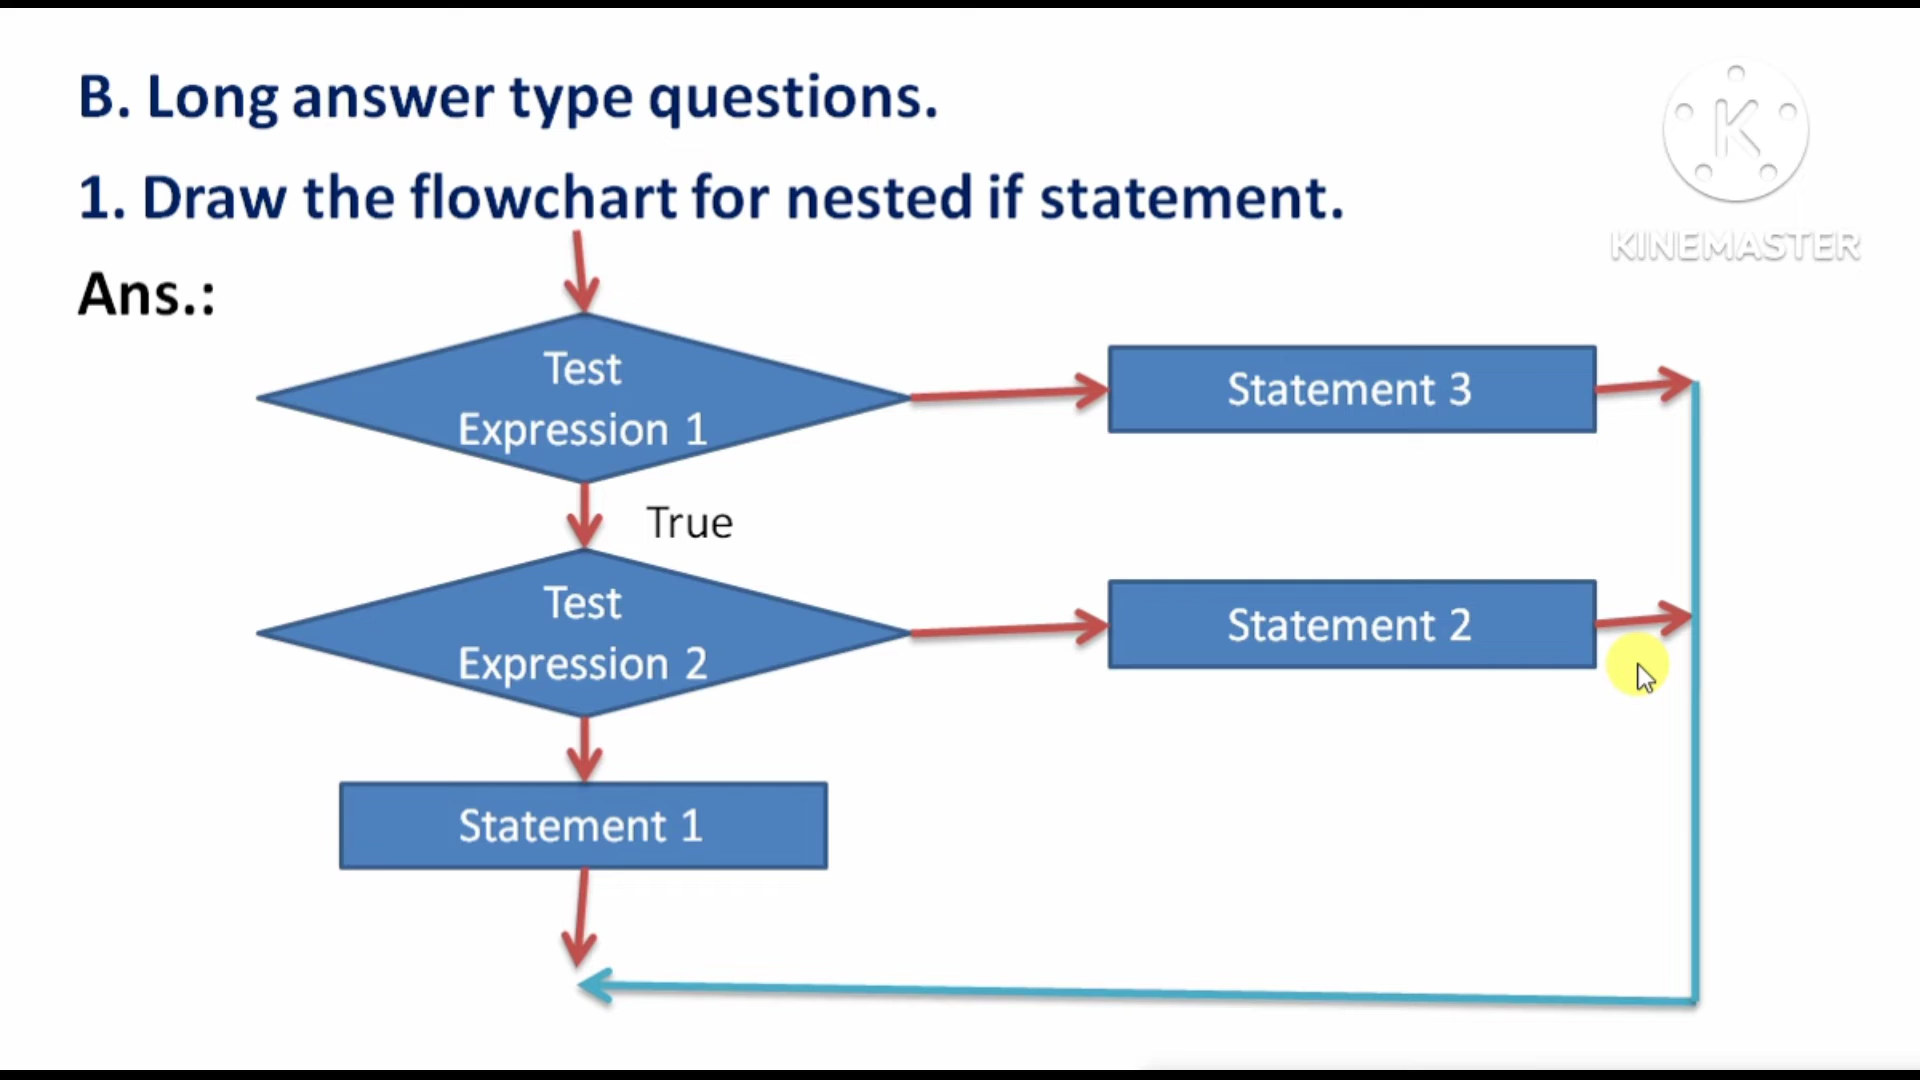 B. Long answer type questions.
1. Draw the flowchart for nested if statement.
K
KINEMASTER
Ans.:
Test
Expression 1
Statement 3
True
Test
Expression 2
Statement 2
Statement 1